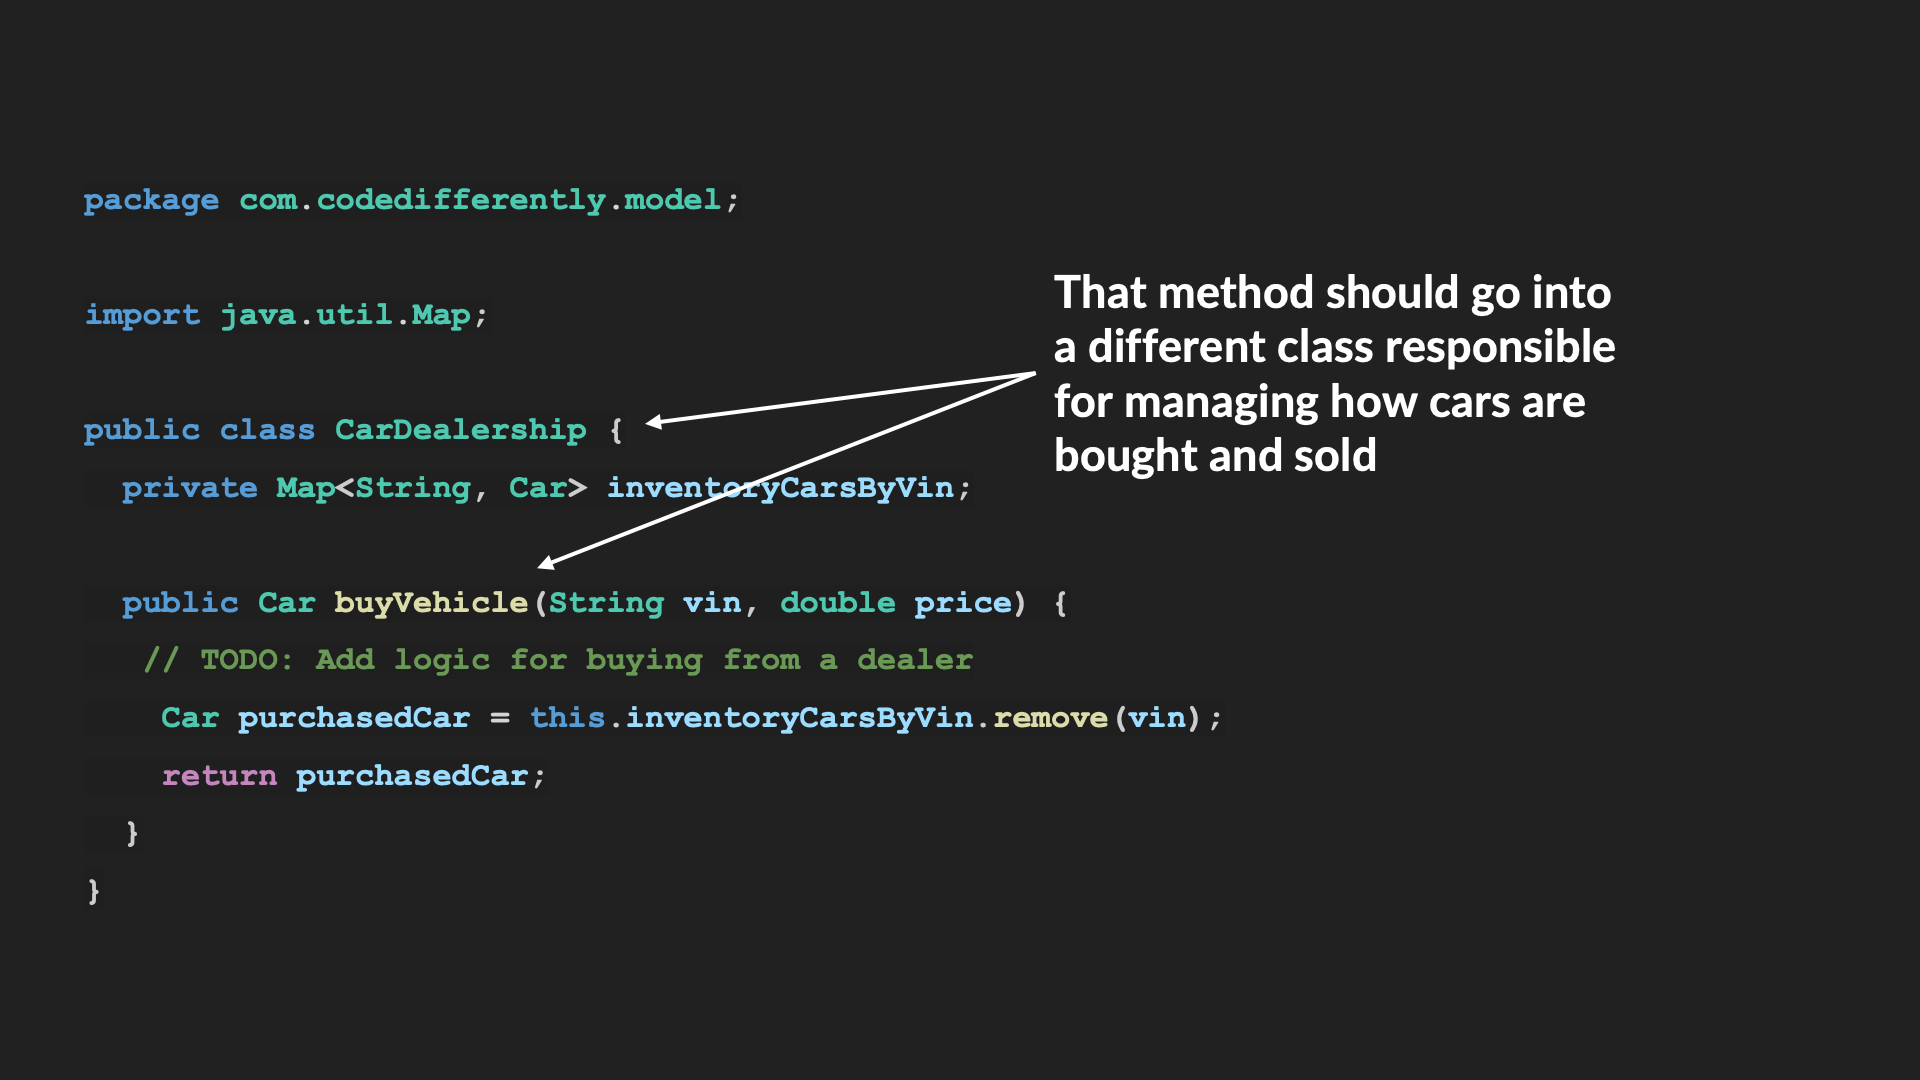 package com.codedifferently.model;
import java.util.Map;
public class CarDealership {
private Map<String, Car> inventoryCarsByVin;
public Car buyVehicle(String vin, double price) {
// TODO: Add logic for buying from a dealer
Car purchasedCar = this.inventoryCarsByVin.remove(vin);
return purchasedCar;
}
}
That method should go into
a different class responsible
for managing how cars are
bought and sold